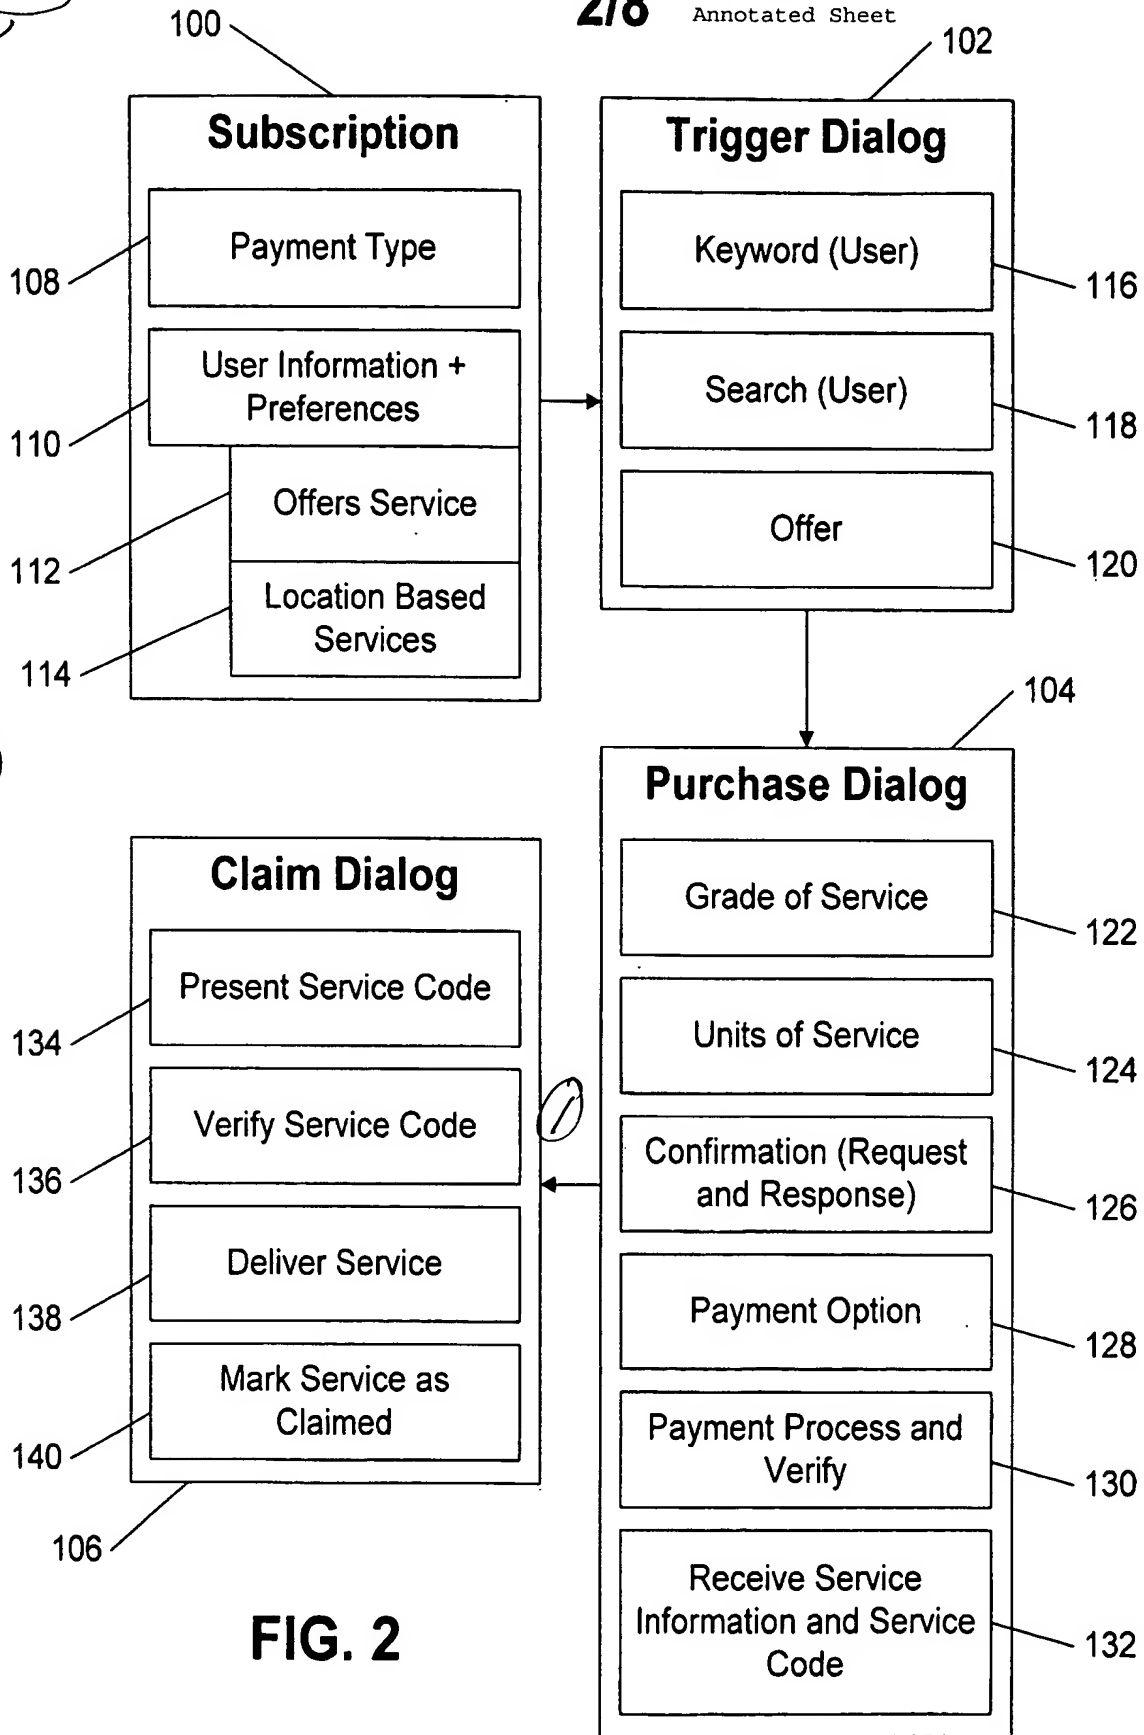 2/8
Annotated Sheet
100
102
Subscription
Payment Type
108
User Information +
Preferences
110
Offers Service
112
Location Based
Services
114
Trigger Dialog
Keyword (User)
116
Search (User)
118
Offer
120
104
Purchase Dialog
Grade of Service
122
Units of Service
124
Confirmation (Request
and Response)
126
Payment Option
128
Payment Process and
Verify
130
Receive Service
Information and Service
Code
132
Claim Dialog
Present Service Code
134
Verify Service Code
136
Deliver Service
138
Mark Service as
Claimed
140
106
FIG. 2